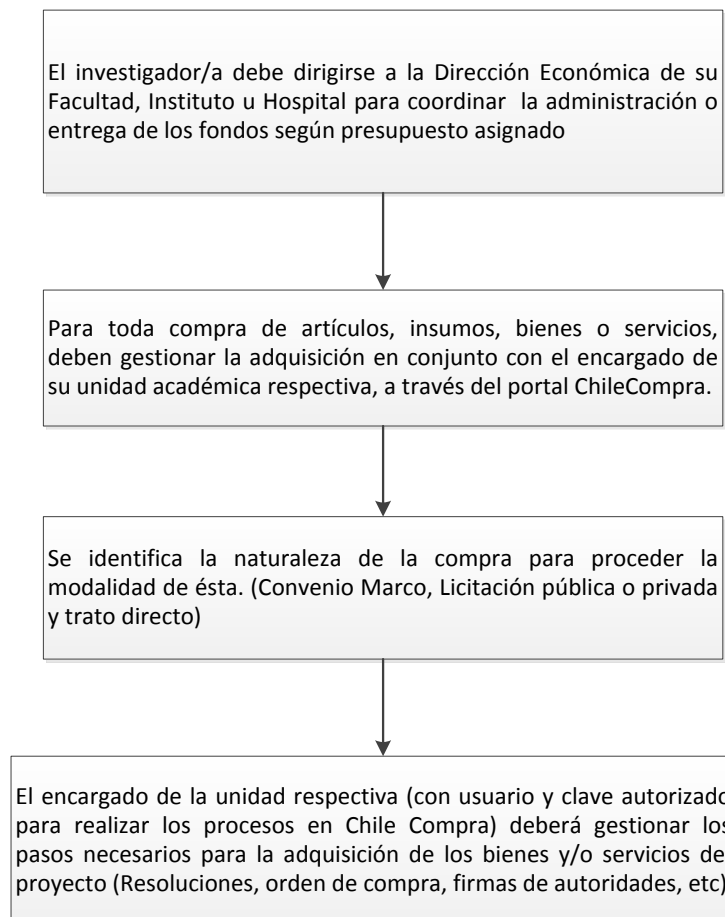 El investigador/a debe dirigirse a la Dirección Económica de su
Facultad, Instituto u Hospital para coordinar  la administración o
entrega de los fondos según presupuesto asignado
Para toda compra de artículos, insumos, bienes o servicios,
deben gestionar la adquisición en conjunto con el encargado de
su unidad académica respectiva, a través del portal ChileCompra.
Se identifica la naturaleza de la compra para proceder la
modalidad de ésta. (Convenio Marco, Licitación pública o privada
y trato directo)
El encargado de la unidad respectiva (con usuario y clave autorizado
para realizar los procesos en Chile Compra) deberá gestionar los
pasos necesarios para la adquisición de los bienes y/o servicios de
proyecto (Resoluciones, orden de compra, firmas de autoridades, etc)